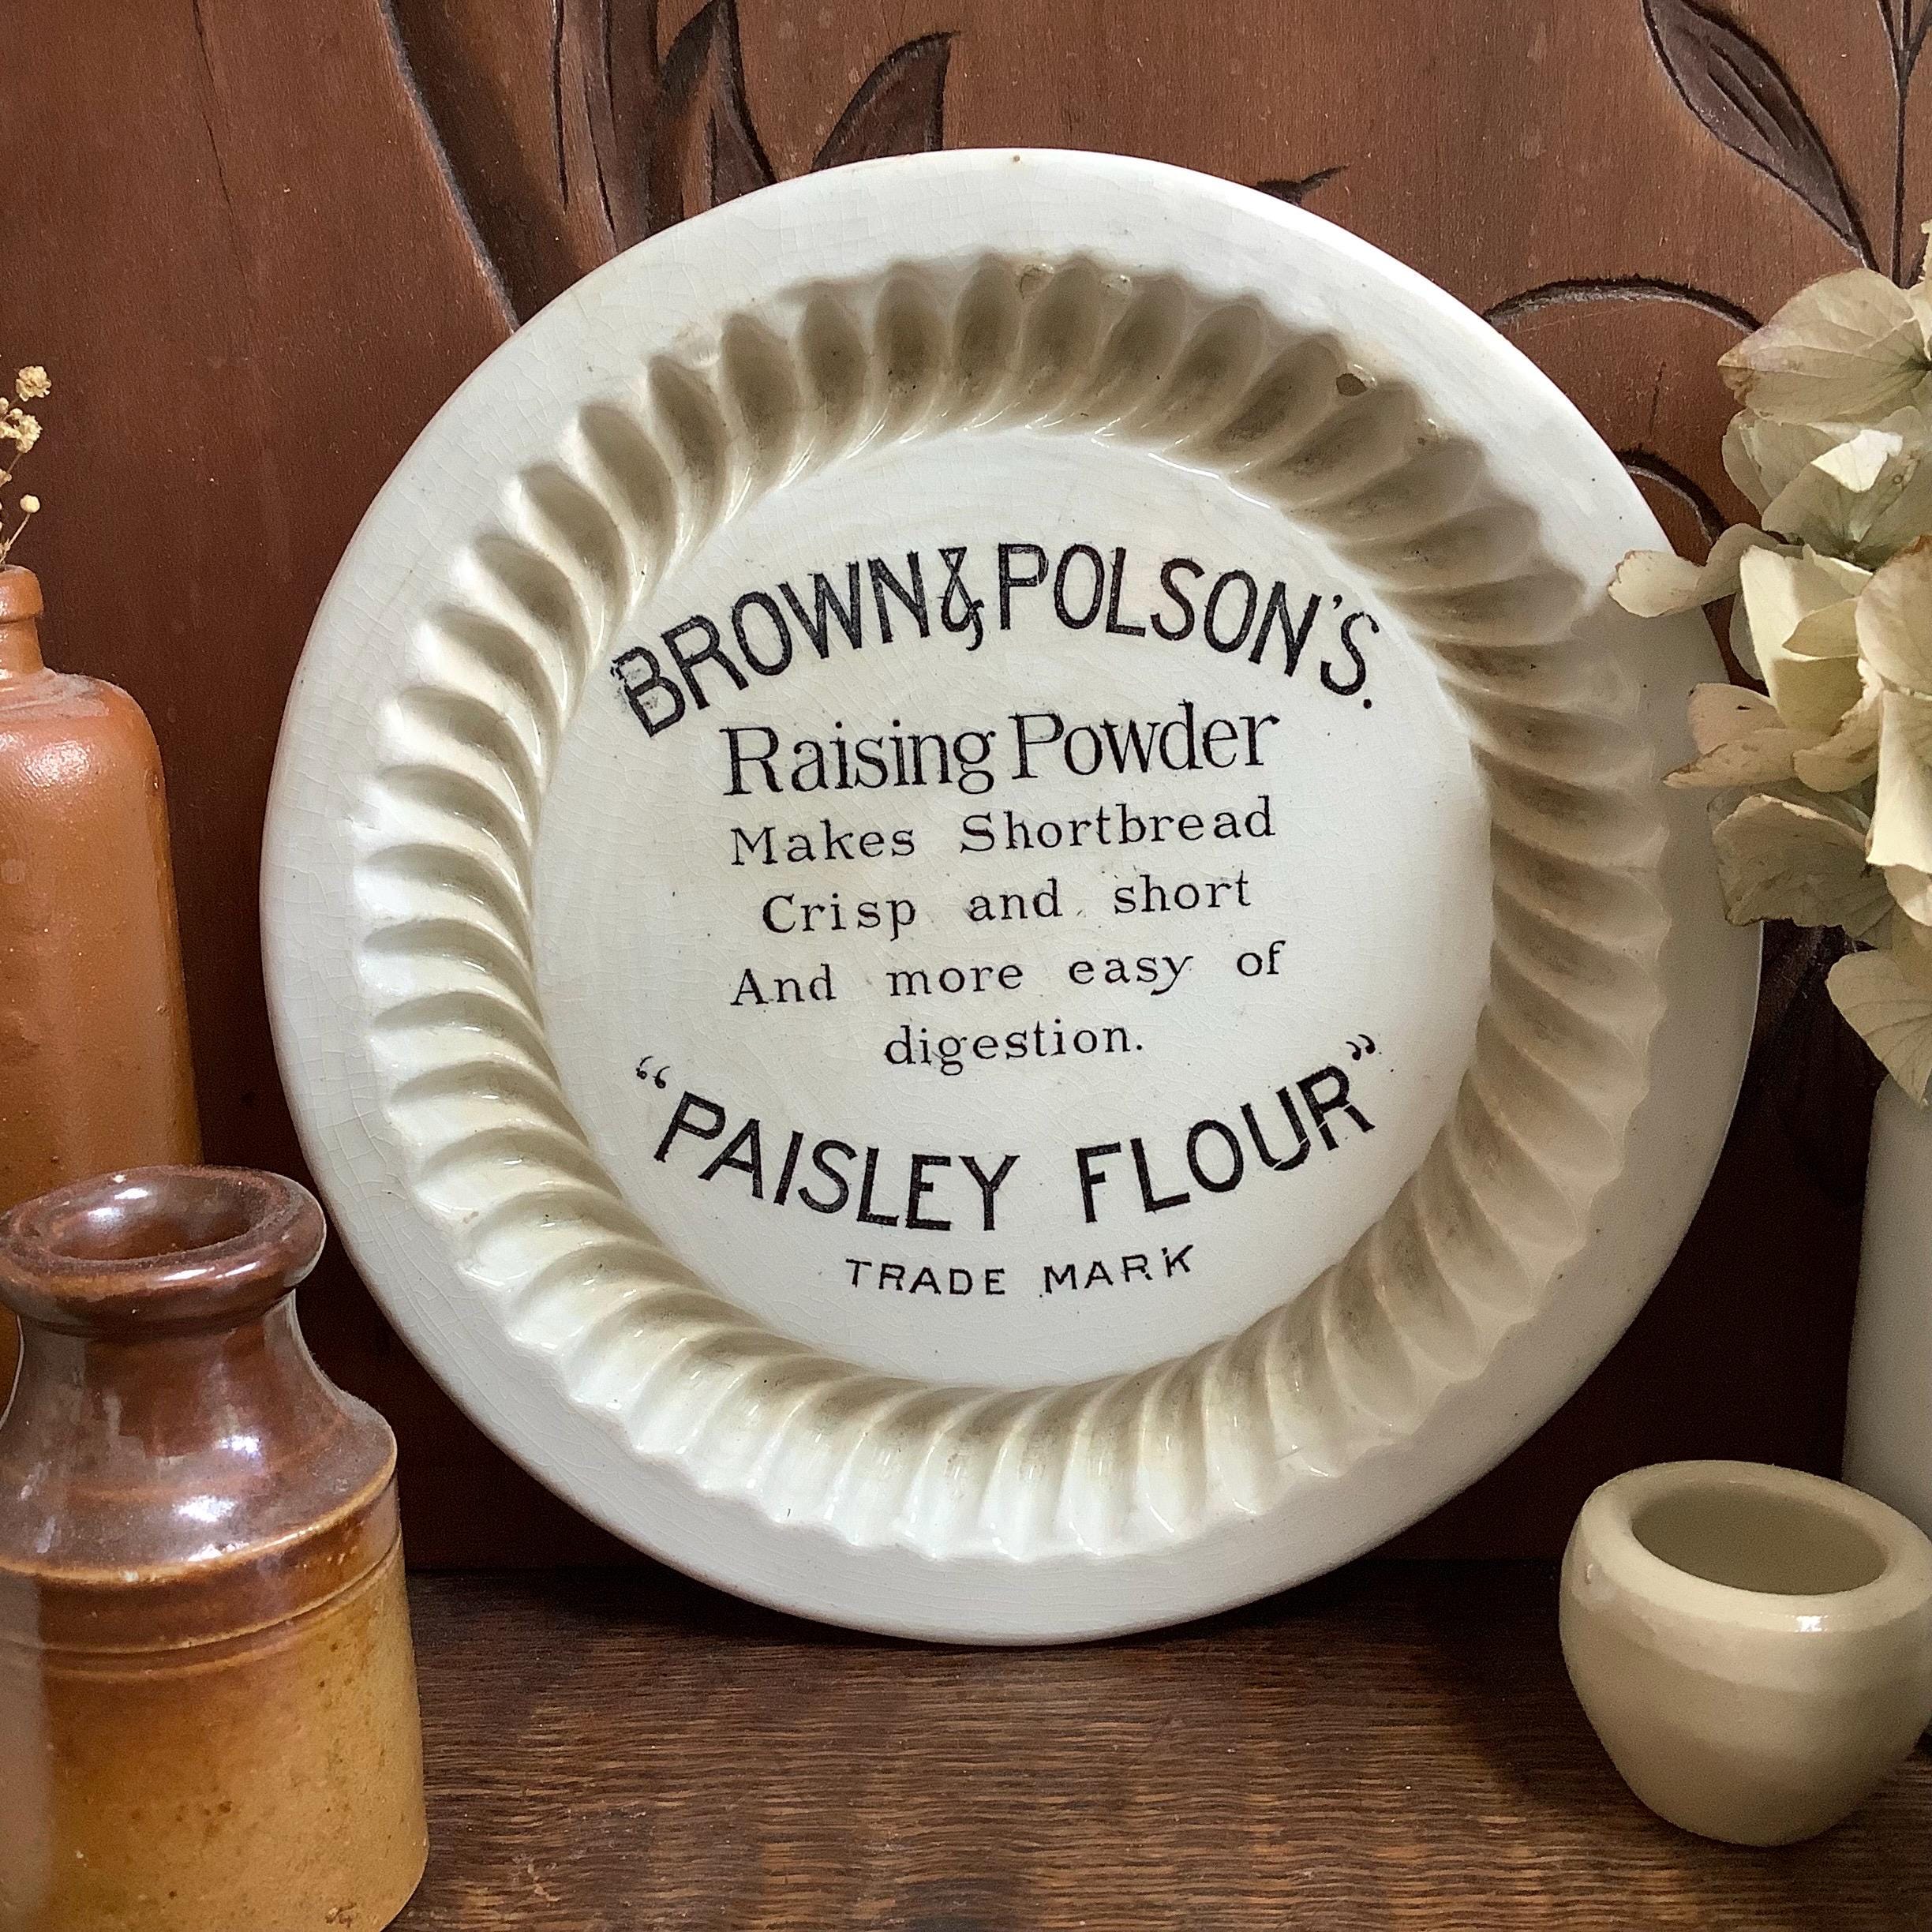 BROWN & POLSON'S.
Raising Powder
Makes Shortbread
Crisp and short
And more easy of
digestion.
“PAISLEY FLOUR”
TRADE MARK